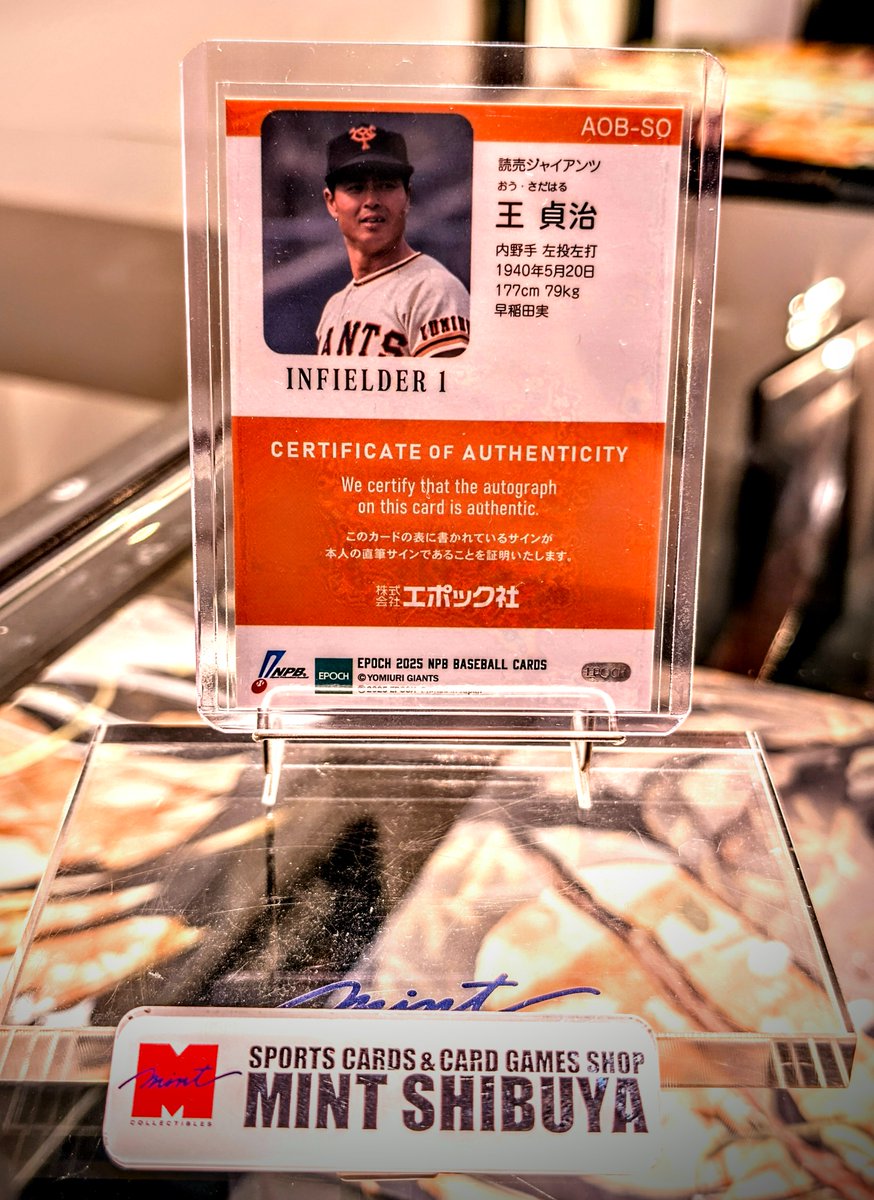 AOB-SO
読売ジャイアンツ
おう・さだはる
王 貞治
内野手 左投左打
1940年5月20日
177cm 79kg
早稲田実
ANTS
INFIELDER 1
CERTIFICATE OF AUTHENTICITY
We certify that the autograph
on this card is authentic.
このカードの表に書かれているサインが
本人の直筆サインであることを証明いたします。
株式会社 エポック社
NPB
EPOCH
EPOCH 2025 NPB BASEBALL CARDS
©YOMIURI GIANTS
EPOCH
mint
M
mint
COLLECTIBLES
SPORTS CARDS & CARD GAMES SHOP
MINT SHIBUYA